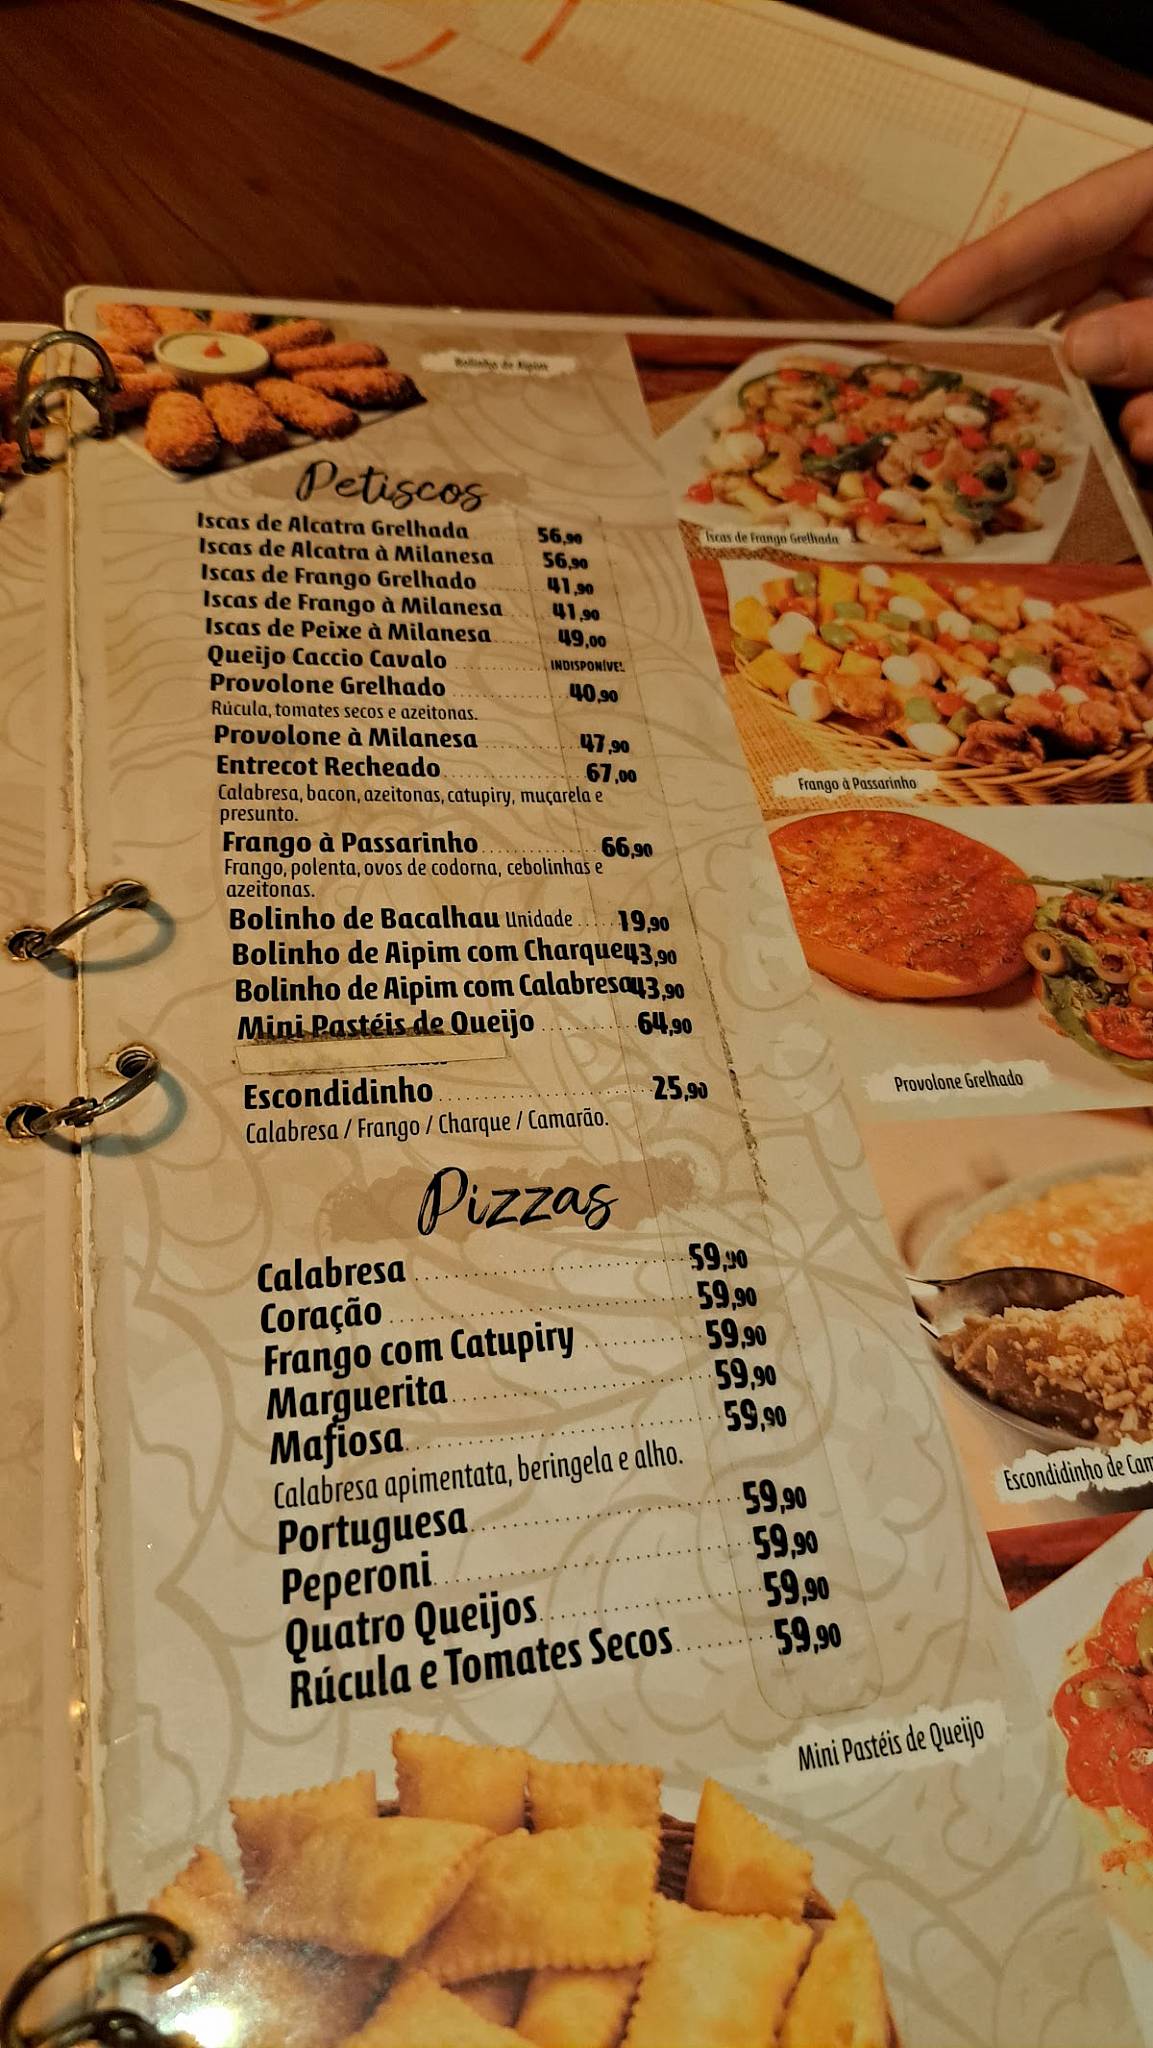 Bolinho de Aipim
Petiscos
Iscas de Alcatra Grelhada 56,90
Iscas de Alcatra à Milanesa 56,90
Iscas de Frango Grelhado 41,90
Iscas de Frango à Milanesa 41,90
Iscas de Peixe à Milanesa 49,00
Queijo Caccio Cavalo INDISPONÍVEL
Provolone Grelhado 40,90
Rúcula, tomates secos e azeitonas.
Provolone à Milanesa 47,90
Entrecot Recheado 67,00
Calabresa, bacon, azeitonas, catupiry, muçarela e
presunto.
Frango à Passarinho 66,90
Frango, polenta, ovos de codorna, cebolinhas e
azeitonas.
Bolinho de Bacalhau Unidade 19,90
Bolinho de Aipim com Charque 43,90
Bolinho de Aipim com Calabresa 43,90
Mini Pastéis de Queijo 64,90
Escondidinho 25,90
Calabresa / Frango / Charque / Camarão.
Pizzas
Calabresa 59,90
Coração 59,90
Frango com Catupiry 59,90
Marguerita 59,90
Mafiosa 59,90
Calabresa apimentada, beringela e alho.
Portuguesa 59,90
Peperoni 59,90
Quatro Queijos 59,90
Rúcula e Tomates Secos 59,90
Iscas de Frango Grelhada
Frango à Passarinho
Provolone Grelhado
Escondidinho de Cam
Mini Pastéis de Queijo